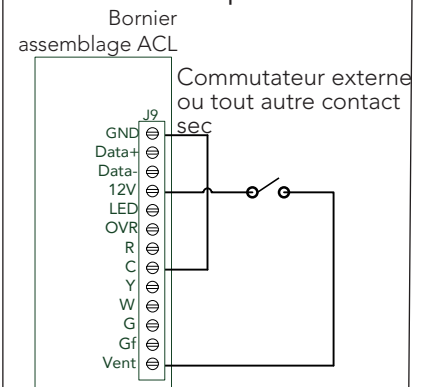 Bornier
assemblage ACL
Commutateur externe
ou tout autre contact
sec
J9
GND
Data+
Data-
12V
LED
OVR
R
C
Y
W
G
Gf
Vent